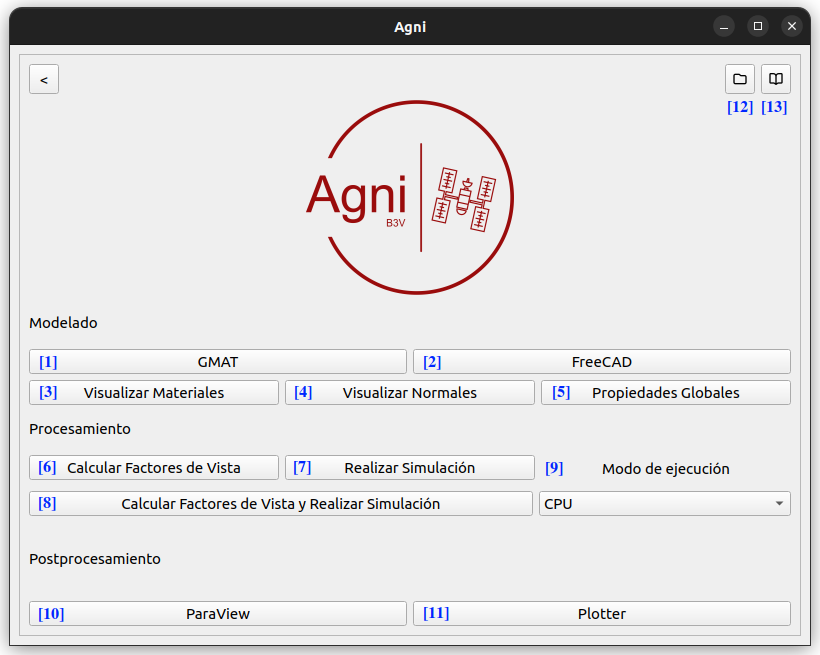 Agni
<
[12] [13]
Agni
B3V
Modelado
[1] GMAT
[2] FreeCAD
[3] Visualizar Materiales
[4] Visualizar Normales
[5] Propiedades Globales
Procesamiento
[6] Calcular Factores de Vista
[7] Realizar Simulación
[9] Modo de ejecución
[8] Calcular Factores de Vista y Realizar Simulación
CPU
Postprocesamiento
[10] ParaView
[11] Plotter